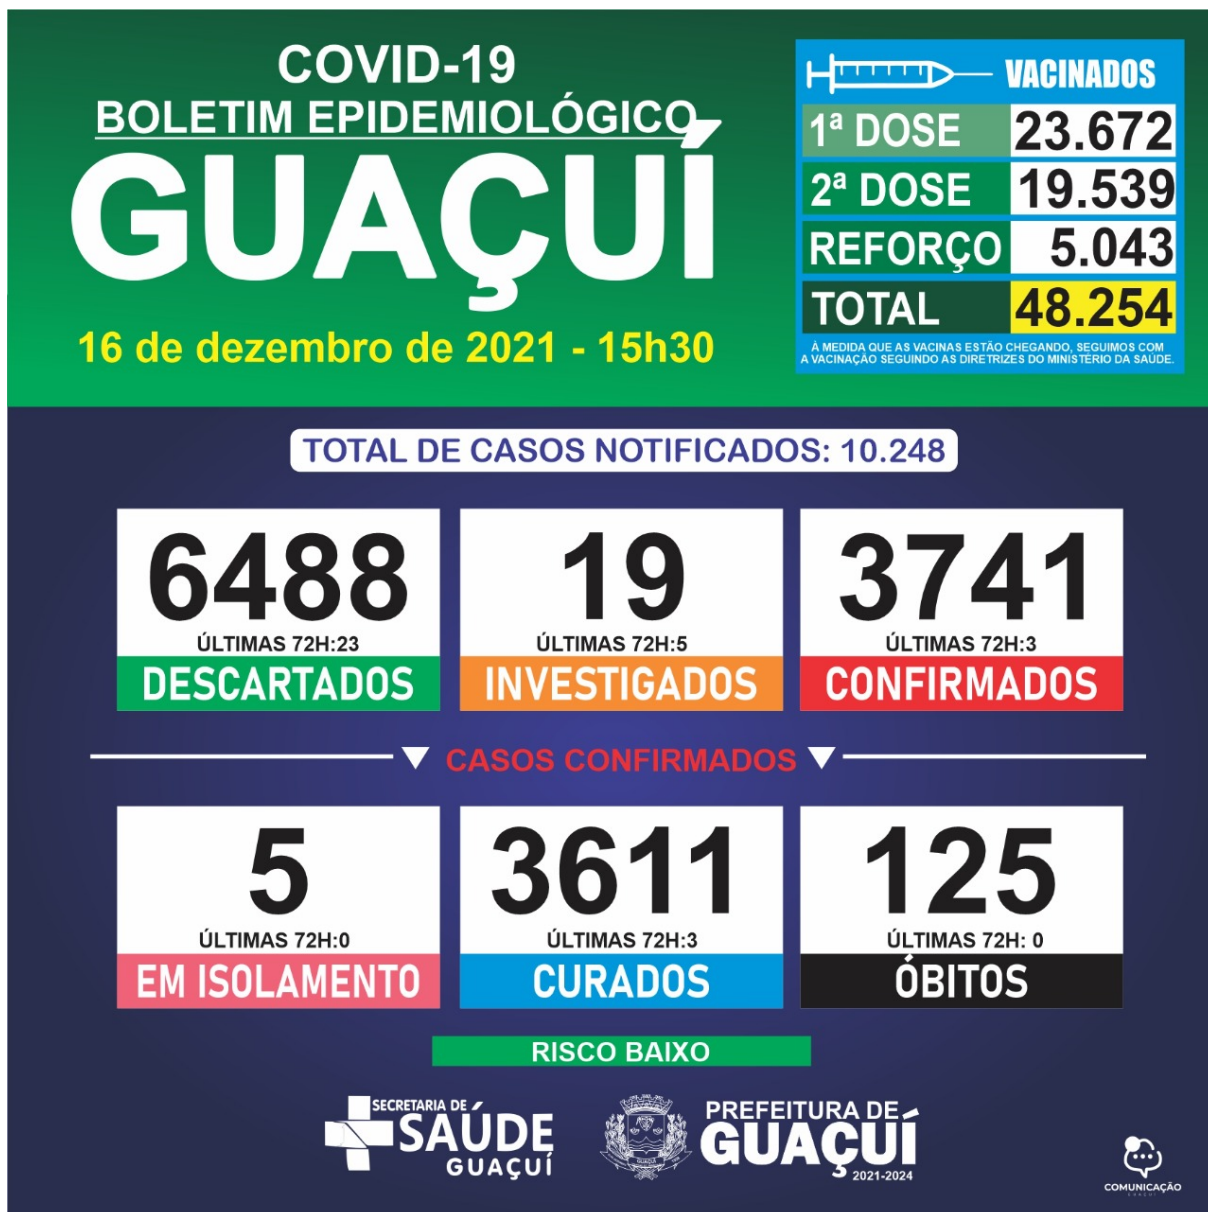 COVID-19
BOLETIM EPIDEMIOLÓGICO
GUAÇUÍ
16 de dezembro de 2021 - 15h30
VACINADOS
1ª DOSE 23.672
2ª DOSE 19.539
REFORÇO 5.043
TOTAL 48.254
À MEDIDA QUE AS VACINAS ESTÃO CHEGANDO, SEGUIMOS COM
A VACINAÇÃO SEGUINDO AS DIRETRIZES DO MINISTÉRIO DA SAÚDE.
TOTAL DE CASOS NOTIFICADOS: 10.248
6488
ÚLTIMAS 72H:23
DESCARTADOS
19
ÚLTIMAS 72H:5
INVESTIGADOS
3741
ÚLTIMAS 72H:3
CONFIRMADOS
CASOS CONFIRMADOS
5
ÚLTIMAS 72H:0
EM ISOLAMENTO
3611
ÚLTIMAS 72H:3
CURADOS
125
ÚLTIMAS 72H: 0
ÓBITOS
RISCO BAIXO
SECRETARIA DE
SAÚDE
GUAÇUÍ
GUAÇUÍ
PREFEITURA DE
GUAÇUÍ
2021-2024
COMUNICAÇÃO
GUAÇUÍ